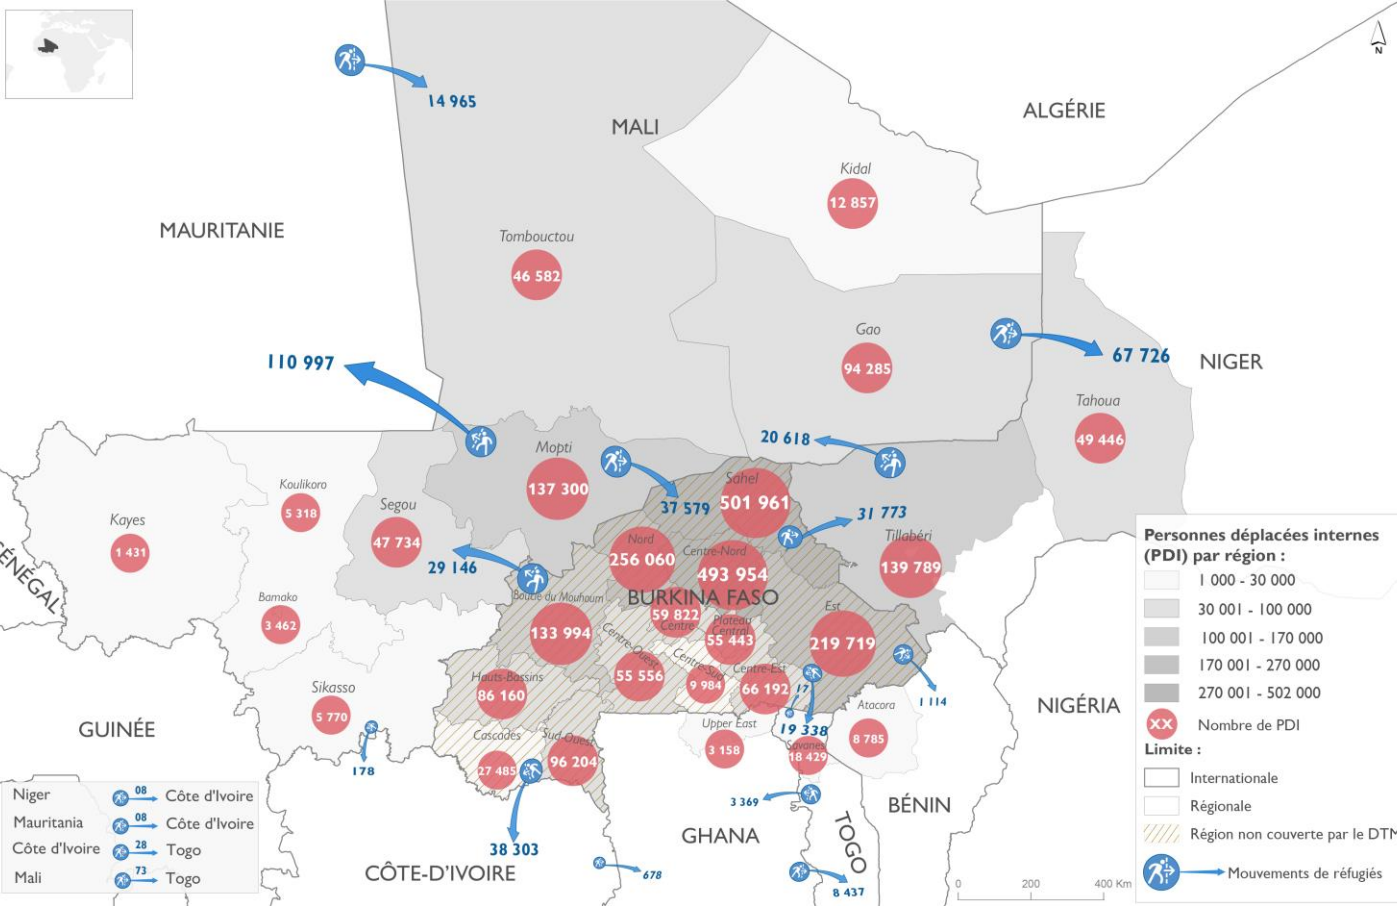 N
14 965
MALI
ALGÉRIE
Kidal
12 857
MAURITANIE
Tombouctou
46 582
Gao
94 285
110 997
67 726
NIGER
Tahoua
49 446
20 618
Mopti
137 300
Koulikoro
5 318
Segou
47 734
Kayes
1 431
SÉNÉGAL
Sahel
501 961
37 579
31 773
Tillabéri
139 789
Nord
256 060
Centre-Nord
493 954
29 146
Boucle du Mouhoum
133 994
BURKINA FASO
Bamako
3 462
59 822
Centre
Plateau
Central
55 443
Est
219 719
Centre-Ouest
55 556
Centre-Sud
9 984
Centre-Est
66 192
Hauts-Bassins
86 160
Sikasso
5 770
178
GUINÉE
Cascades
27 485
Sud-Ouest
96 204
17
19 338
1 114
Upper East
3 158
Savanes
18 429
Atacora
8 785
NIGÉRIA
BÉNIN
3 369
GHANA
TOGO
38 303
678
8 437
CÔTE-D'IVOIRE
Niger 08 Côte d'Ivoire
Mauritania 08 Côte d'Ivoire
Côte d'Ivoire 28 Togo
Mali 73 Togo
Personnes déplacées internes
(PDI) par région :
1 000 - 30 000
30 001 - 100 000
100 001 - 170 000
170 001 - 270 000
270 001 - 502 000
XX Nombre de PDI
Limite :
Internationale
Régionale
Région non couverte par le DTM
Mouvements de réfugiés
0 200 400 Km